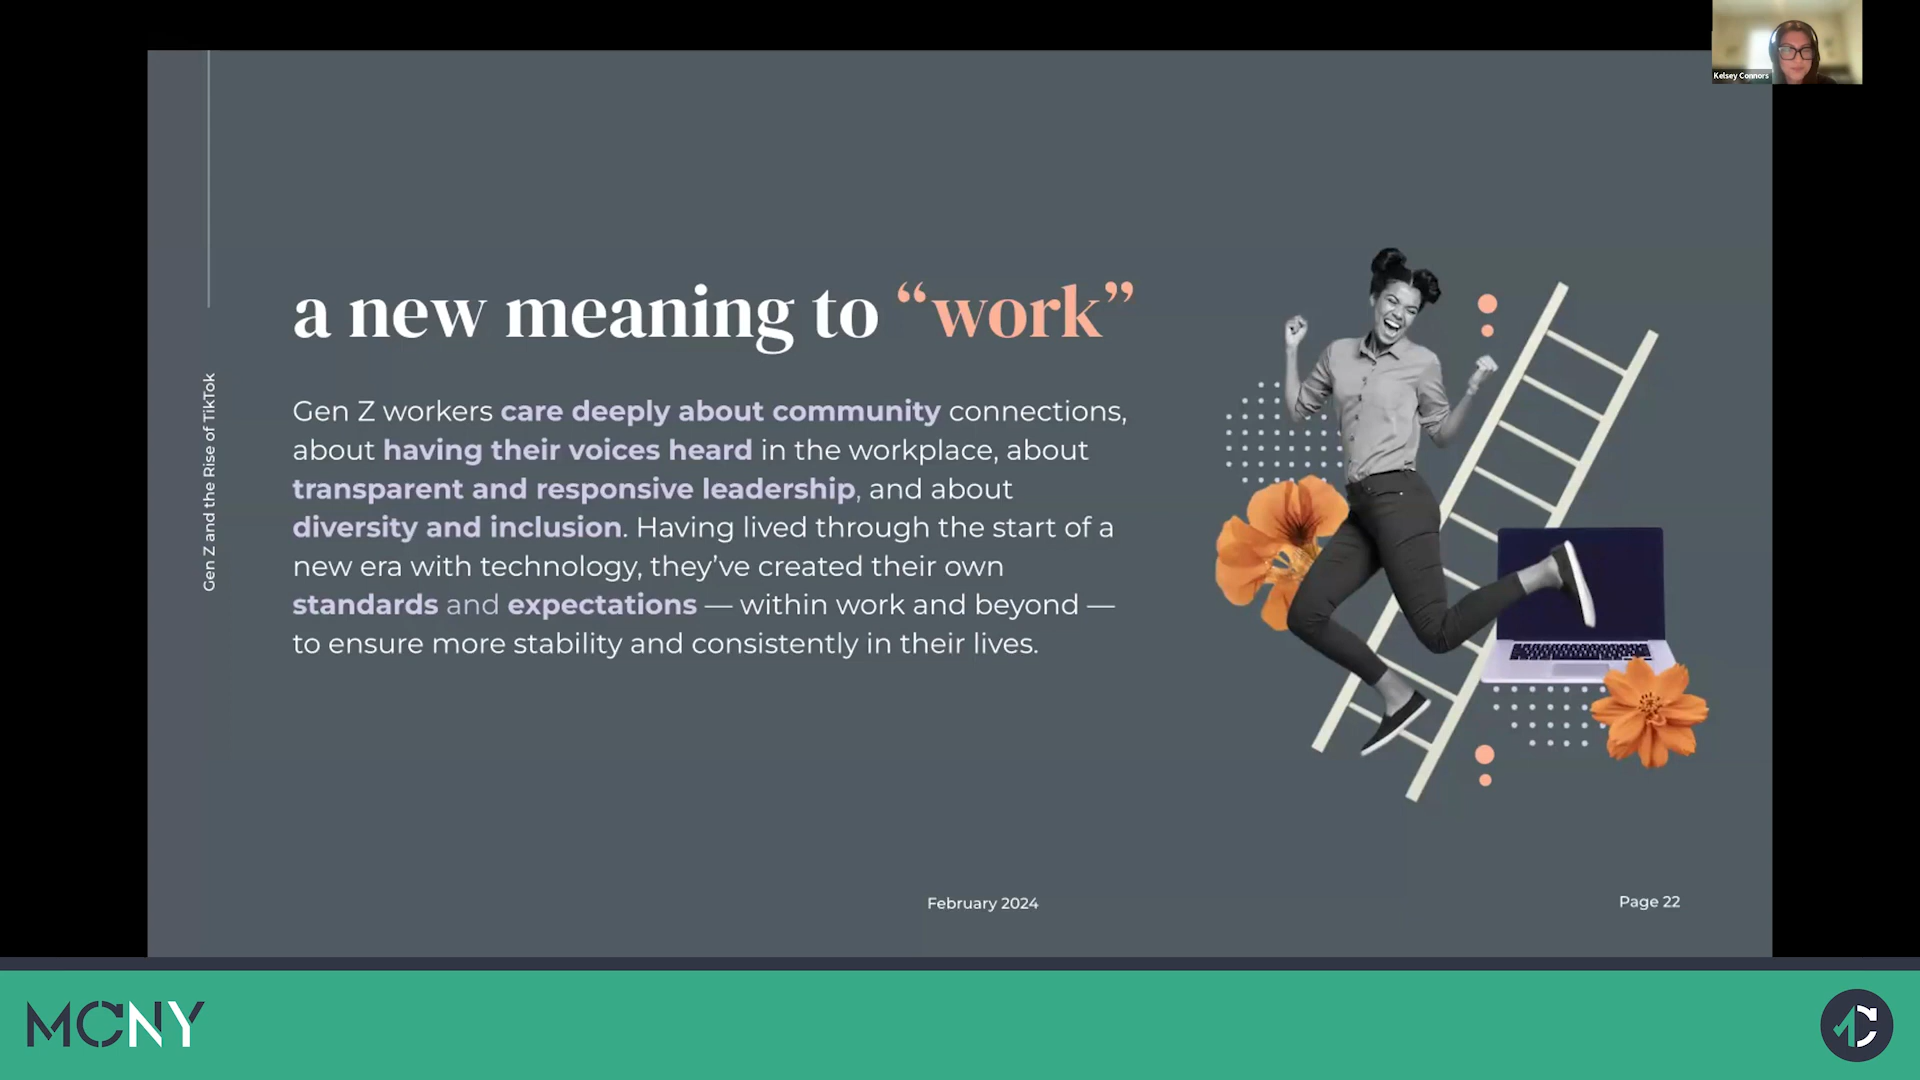 Kelsey Connors
Gen Z and the Rise of TikTok
a new meaning to “work”
Gen Z workers care deeply about community connections,
about having their voices heard in the workplace, about
transparent and responsive leadership, and about
diversity and inclusion. Having lived through the start of a
new era with technology, they’ve created their own
standards and expectations — within work and beyond —
to ensure more stability and consistently in their lives.
February 2024
Page 22
MCNY